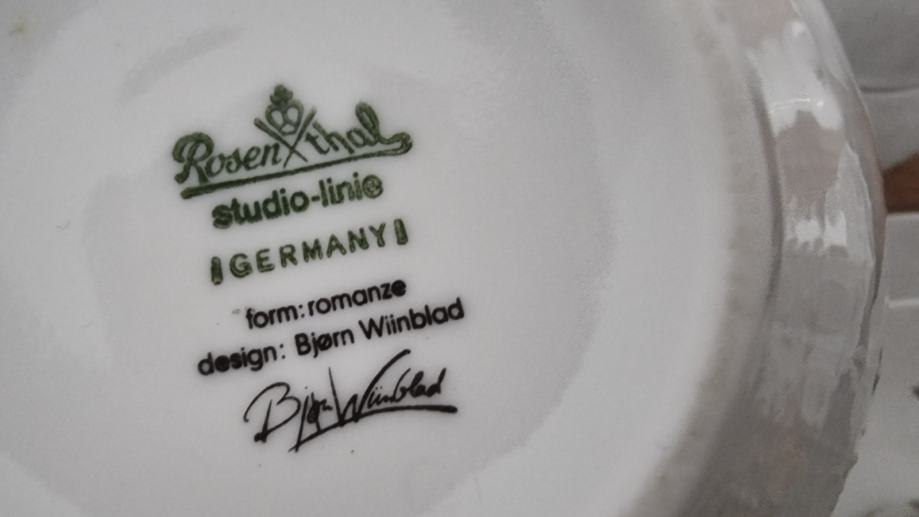 Rosenthal
studio-linie
GERMANY
form: romanze
design: Bjørn Wiinblad
Bjørn Wiinblad